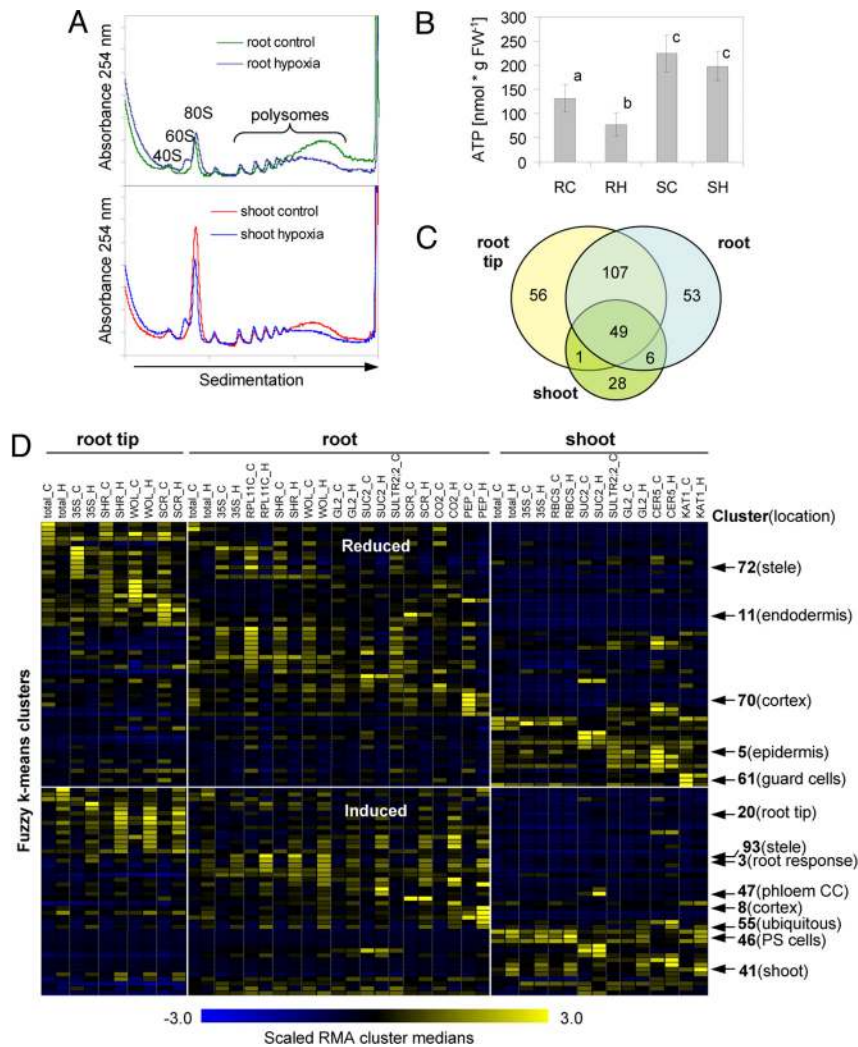 A
Absorbance 254 nm
root control
root hypoxia
40S
60S
80S
polysomes
Absorbance 254 nm
shoot control
shoot hypoxia
Sedimentation
B
ATP [nmol * g FW-1]
300
250
200
150
100
50
0
a
b
c
c
RC RH SC SH
C
root tip
root
shoot
56
107
53
49
1
6
28
D
root tip
root
shoot
total_C
total_H
35S_C
35S_H
SHR_C
SHR_H
WOL_C
WOL_H
SCR_C
SCR_H
total_C
total_H
35S_C
35S_H
RPL11C_C
RPL11C_H
SHR_C
SHR_H
WOL_C
WOL_H
GL2_C
GL2_H
SUC2_C
SUC2_H
SULTR2:2_C
SCR_C
SCR_H
CO2_C
CO2_H
PEP_C
PEP_H
total_C
total_H
35S_C
35S_H
RBCS_C
RBCS_H
SUC2_C
SUC2_H
SULTR2:2_C
GL2_C
GL2_H
CER5_C
CER5_H
KAT1_C
KAT1_H
Cluster(location)
Fuzzy k-means clusters
Reduced
72(stele)
11(endodermis)
70(cortex)
5(epidermis)
61(guard cells)
Induced
20(root tip)
93(stele)
3(root response)
47(phloem CC)
8(cortex)
55(ubiquitous)
46(PS cells)
41(shoot)
-3.0
3.0
Scaled RMA cluster medians